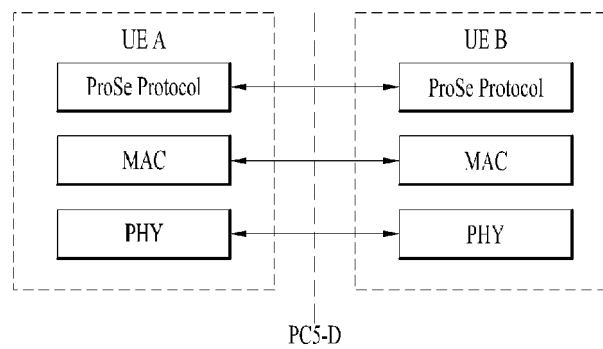 UE A UE B
ProSe Protocol ProSe Protocol
MAC MAC
PHY PHY
PC5-D